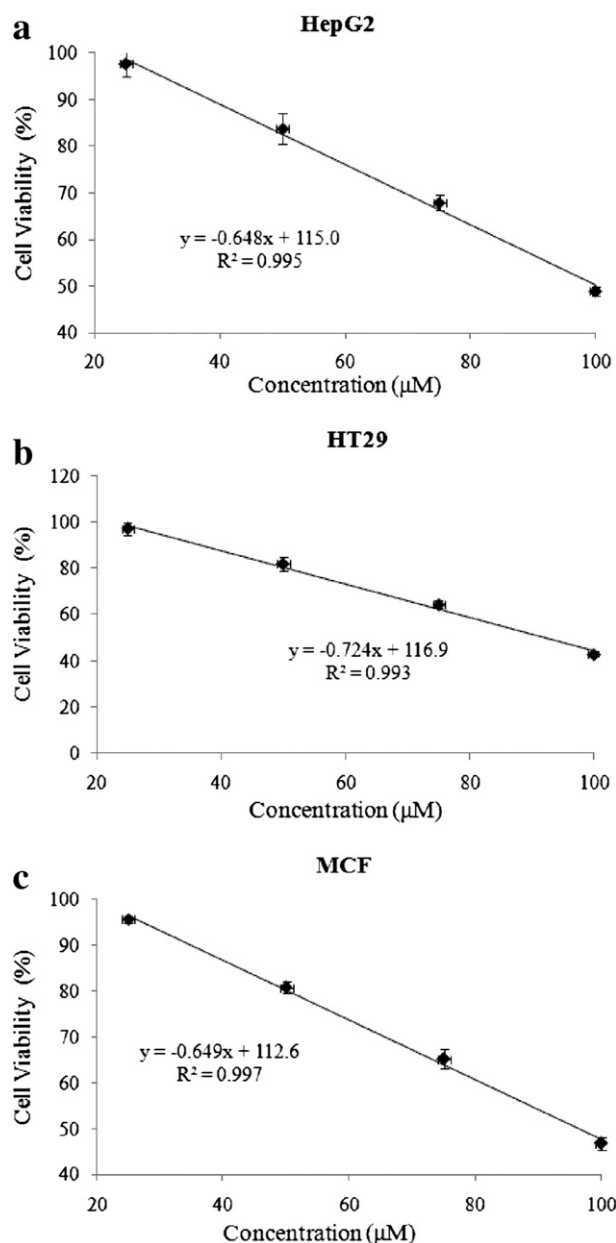 a
HepG2
100
90
80
70
60
50
40
Cell Viability (%)
y = -0.648x + 115.0
R² = 0.995
20 40 60 80 100
Concentration (µM)
b
HT29
120
100
80
60
40
20
0
Cell Viability (%)
y = -0.724x + 116.9
R² = 0.993
20 40 60 80 100
Concentration (µM)
c
MCF
100
90
80
70
60
50
40
Cell Viability (%)
y = -0.649x + 112.6
R² = 0.997
20 40 60 80 100
Concentration (µM)